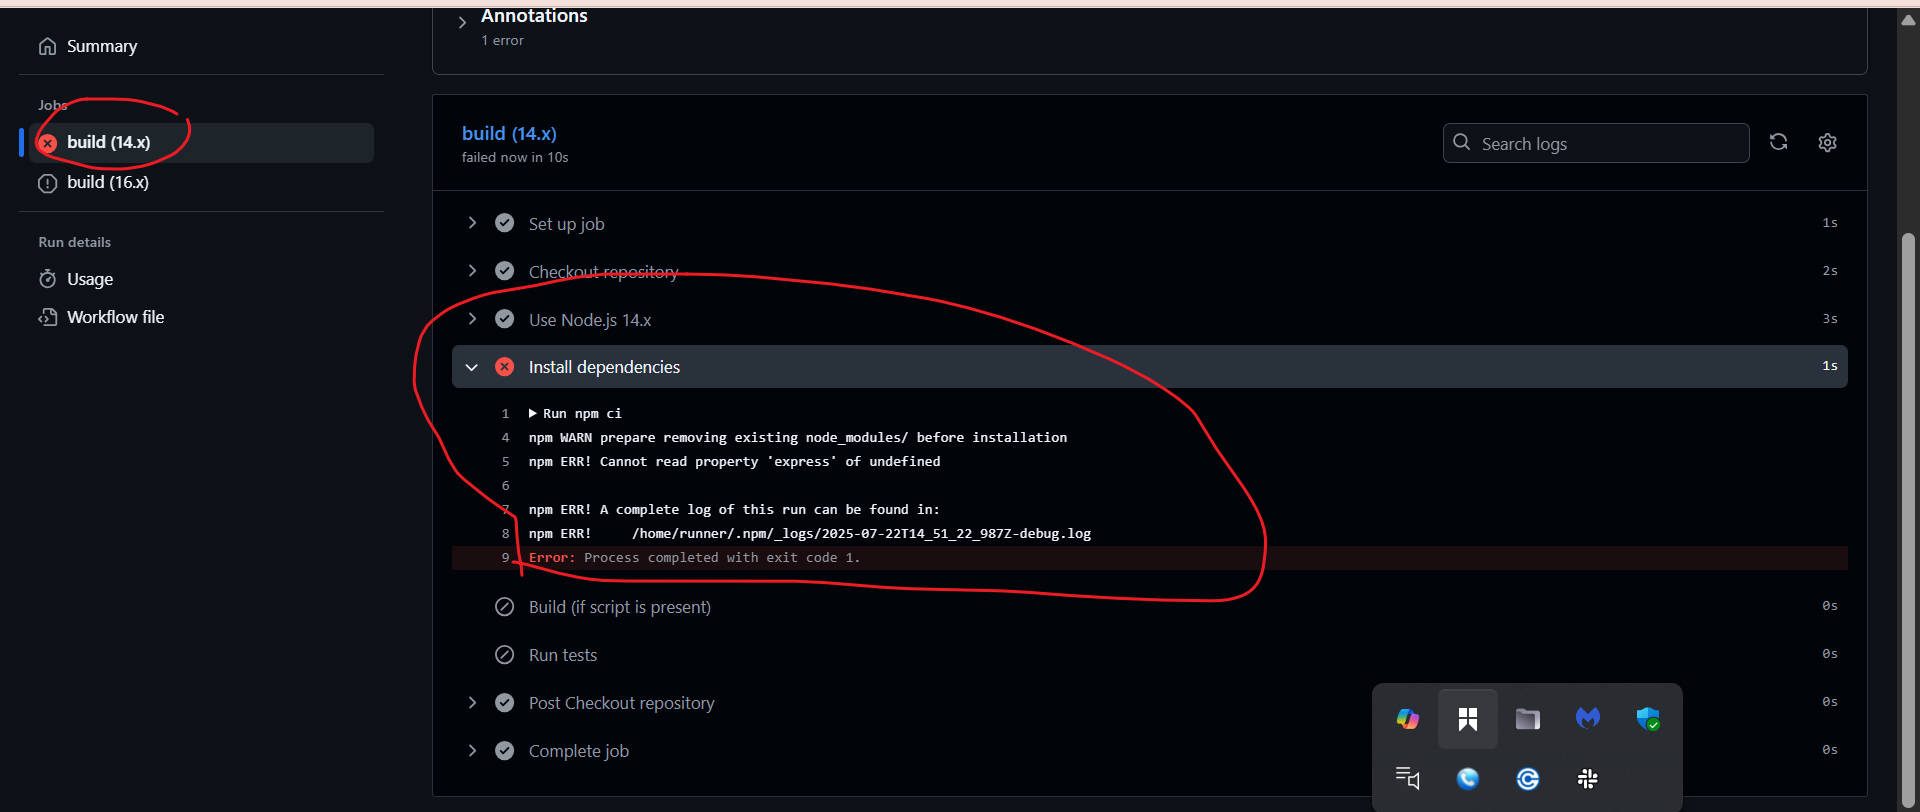 Summary
Jobs
build (14.x)
build (16.x)
Run details
Usage
Workflow file
Annotations
1 error
build (14.x)
failed now in 10s
Search logs
Set up job 1s
Checkout repository 2s
Use Node.js 14.x 3s
Install dependencies 1s
1 Run npm ci
4 npm WARN prepare removing existing node_modules/ before installation
5 npm ERR! Cannot read property 'express' of undefined
6
7 npm ERR! A complete log of this run can be found in:
8 npm ERR!     /home/runner/.npm/_logs/2025-07-22T14_51_22_987Z-debug.log
9 Error: Process completed with exit code 1.
Build (if script is present) 0s
Run tests 0s
Post Checkout repository 0s
Complete job 0s